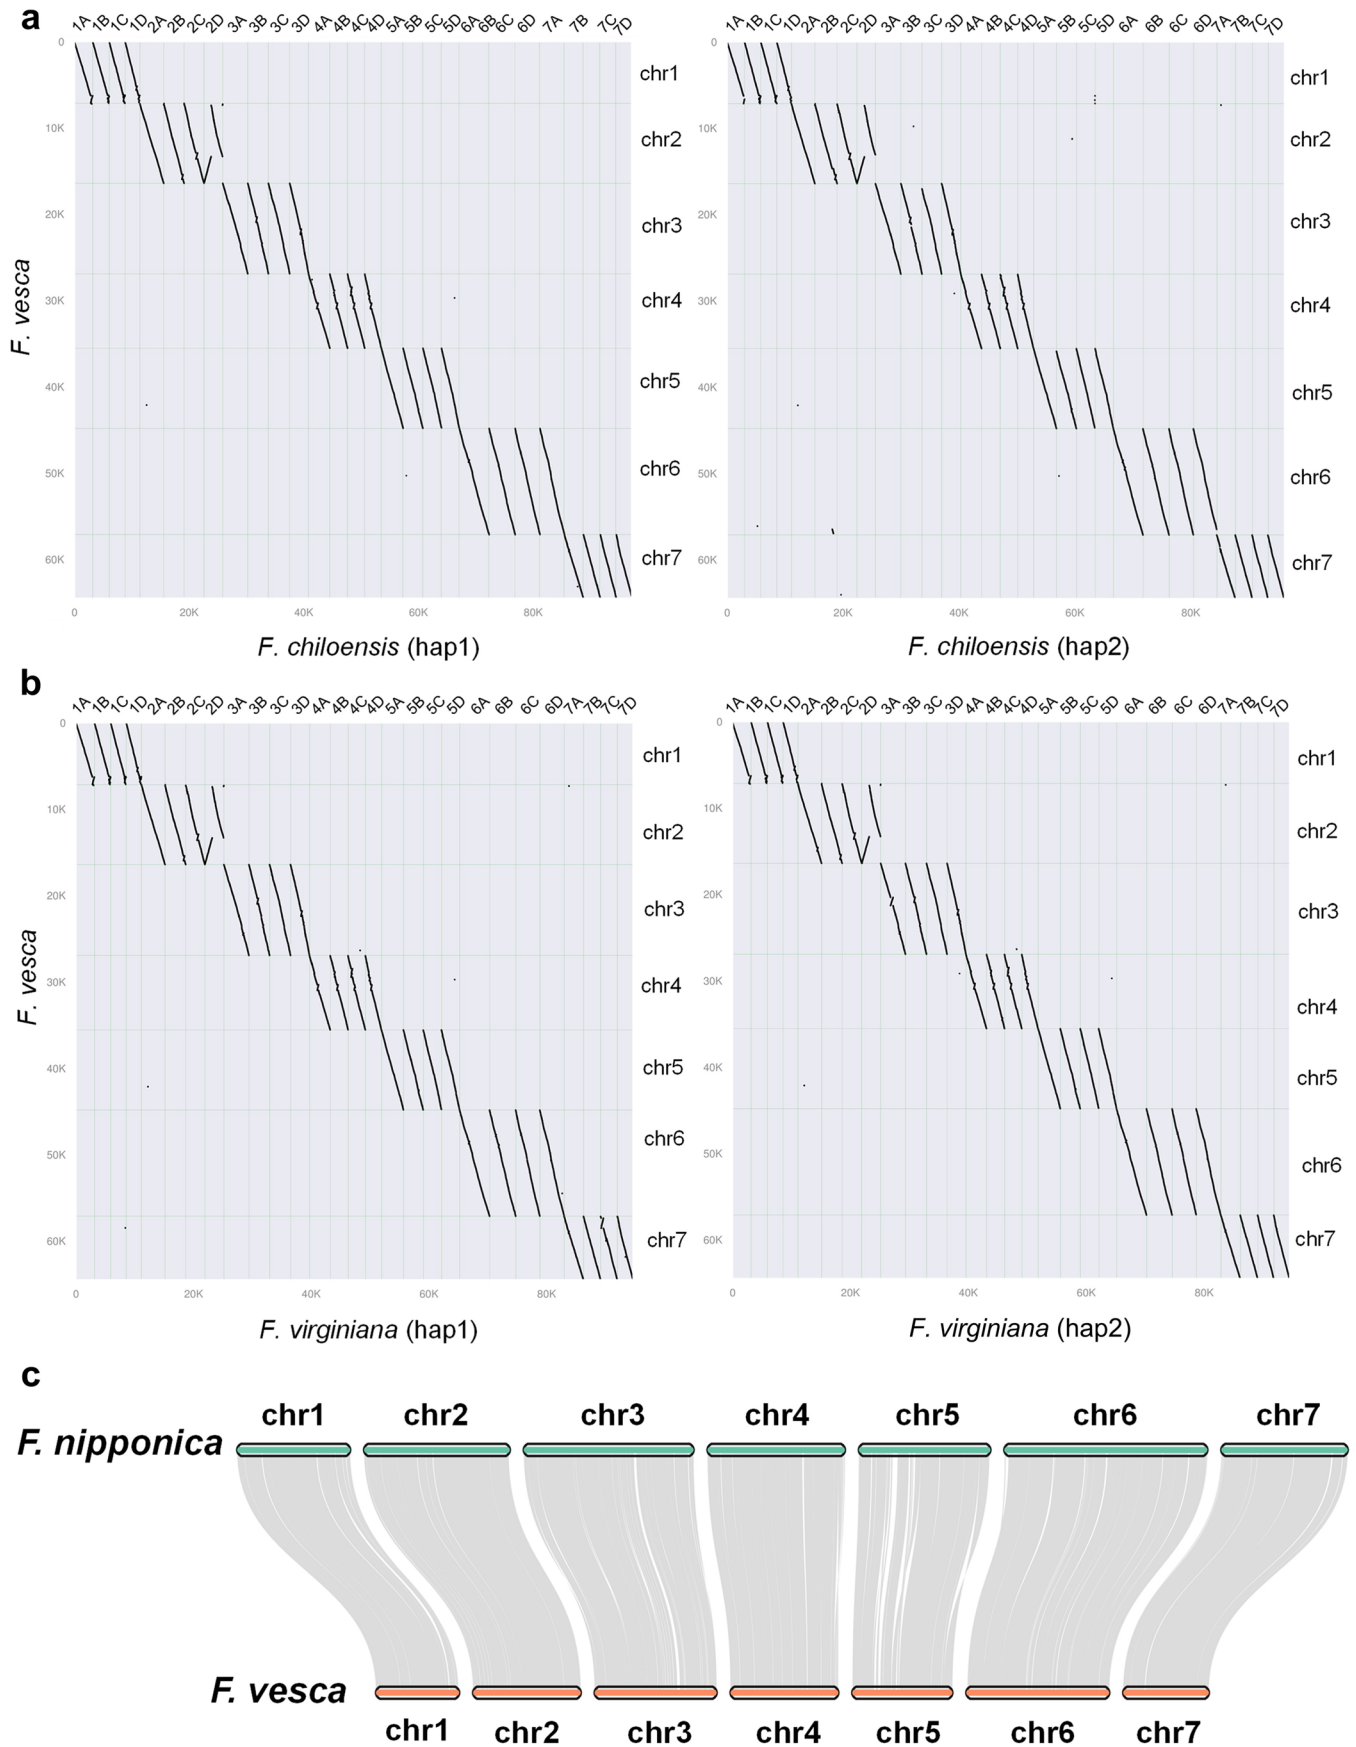 a
1A 1B 1C 1D 2A 2B 2C 2D 3A 3B 3C 3D 4A 4B 4C 4D 5A 5B 5C 5D 6A 6B 6C 6D 7A 7B 7C 7D
0
10K
20K
30K
40K
50K
60K
F. vesca
chr1
chr2
chr3
chr4
chr5
chr6
chr7
0 20K 40K 60K 80K
F. chiloensis (hap1)
1A 1B 1C 1D 2A 2B 2C 2D 3A 3B 3C 3D 4A 4B 4C 4D 5A 5B 5C 5D 6A 6B 6C 6D 7A 7B 7C 7D
0
10K
20K
30K
40K
50K
60K
chr1
chr2
chr3
chr4
chr5
chr6
chr7
0 20K 40K 60K 80K
F. chiloensis (hap2)
b
1A 1B 1C 1D 2A 2B 2C 2D 3A 3B 3C 3D 4A 4B 4C 4D 5A 5B 5C 5D 6A 6B 6C 6D 7A 7B 7C 7D
0
10K
20K
30K
40K
50K
60K
F. vesca
chr1
chr2
chr3
chr4
chr5
chr6
chr7
0 20K 40K 60K 80K
F. virginiana (hap1)
1A 1B 1C 1D 2A 2B 2C 2D 3A 3B 3C 3D 4A 4B 4C 4D 5A 5B 5C 5D 6A 6B 6C 6D 7A 7B 7C 7D
0
10K
20K
30K
40K
50K
60K
chr1
chr2
chr3
chr4
chr5
chr6
chr7
0 20K 40K 60K 80K
F. virginiana (hap2)
c
chr1 chr2 chr3 chr4 chr5 chr6 chr7
F. nipponica
F. vesca
chr1 chr2 chr3 chr4 chr5 chr6 chr7